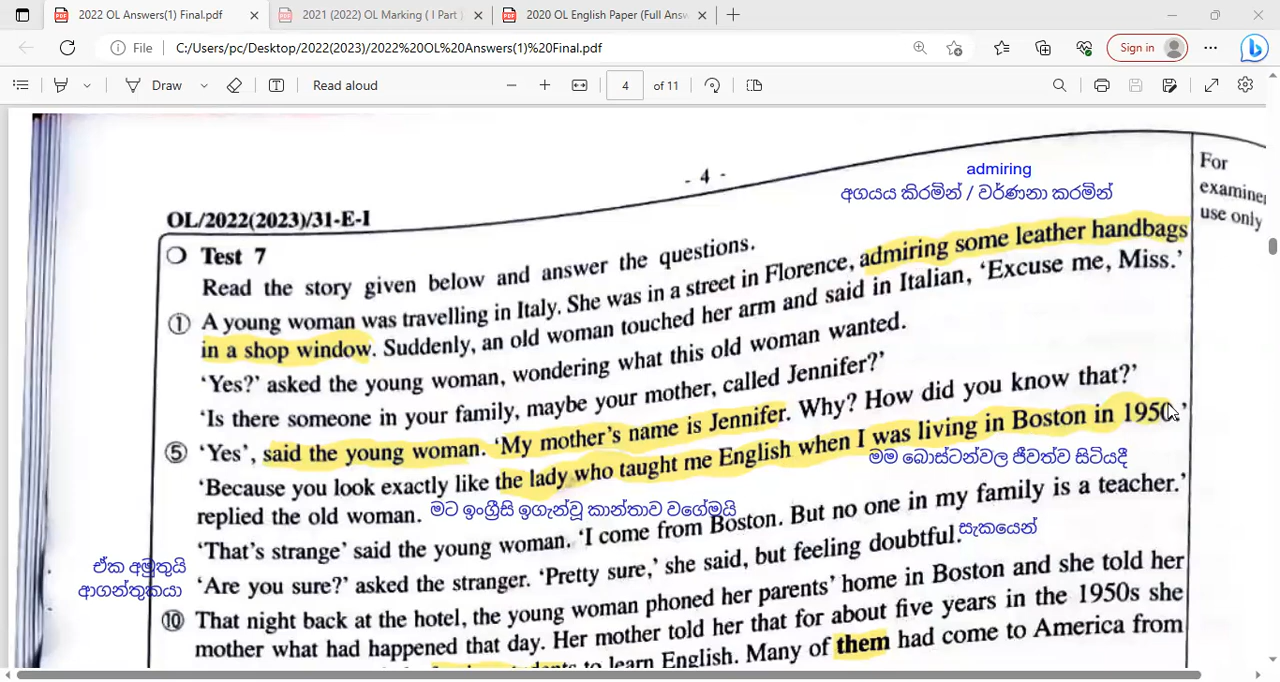 2022 OL Answers(1) Final.pdf
2021 (2022) OL Marking ( I Part )
2020 OL English Paper (Full Answ
File C:/Users/pc/Desktop/2022(2023)/2022%20OL%20Answers(1)%20Final.pdf
Sign in
Draw Read aloud 4 of 11
- 4 -
admiring
අගයය කිරමින් / වර්ණනා කරමින්
For
examiner
use only
OL/2022(2023)/31-E-I
Test 7
Read the story given below and answer the questions.
① A young woman was travelling in Italy. She was in a street in Florence, admiring some leather handbags
in a shop window. Suddenly, an old woman touched her arm and said in Italian, ‘Excuse me, Miss.’
‘Yes?’ asked the young woman, wondering what this old woman wanted.
‘Is there someone in your family, maybe your mother, called Jennifer?’
⑤ ‘Yes’, said the young woman. ‘My mother’s name is Jennifer. Why? How did you know that?’
‘Because you look exactly like the lady who taught me English when I was living in Boston in 1950.’
මම බොස්ටන්වල ජීවත්ව සිටියදී
replied the old woman. මට ඉංග්‍රීසි ඉගැන්වූ කාන්තාව වගේමයි
‘That’s strange’ said the young woman. ‘I come from Boston. But no one in my family is a teacher.’
ඒක අමුතුයි
‘Are you sure?’ asked the stranger. ‘Pretty sure,’ she said, but feeling doubtful. සැකයෙන්
ආගන්තුකයා
⑩ That night back at the hotel, the young woman phoned her parents’ home in Boston and she told her
mother what had happened that day. Her mother told her that for about five years in the 1950s she
to learn English. Many of them had come to America from